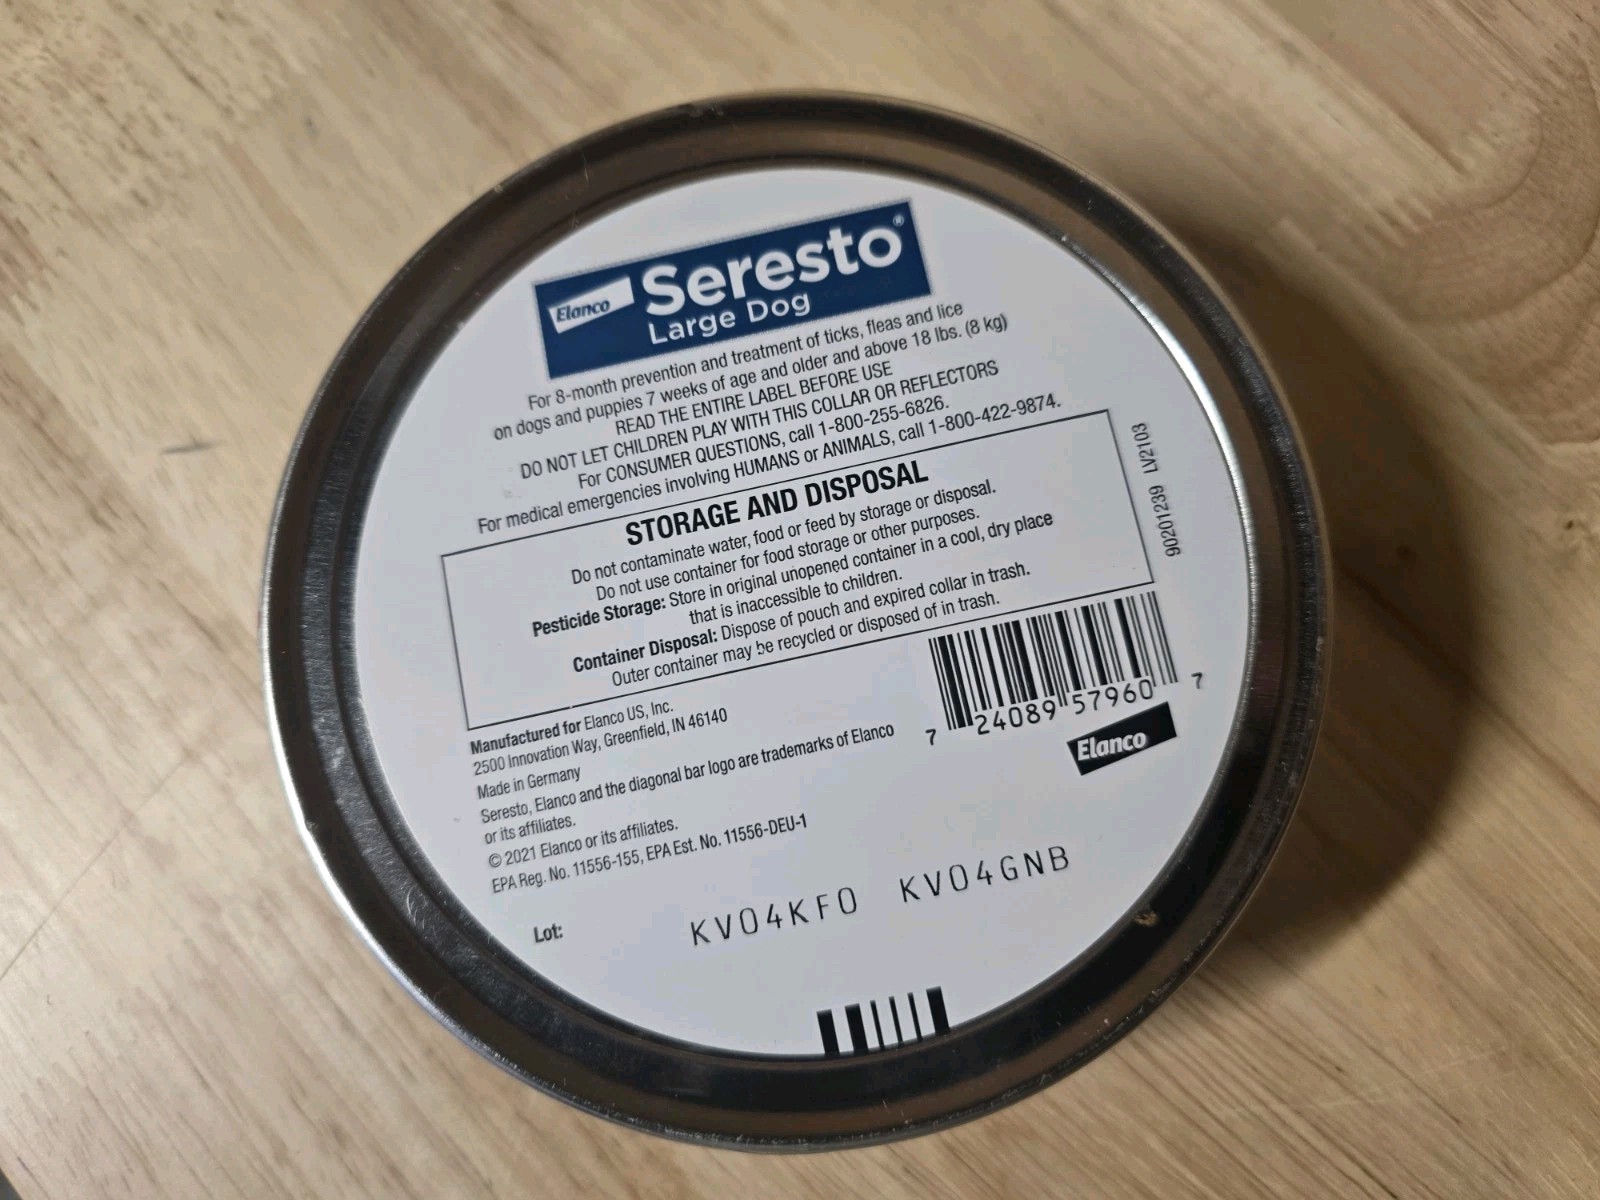 Elanco Seresto®
Large Dog
For 8-month prevention and treatment of ticks, fleas and lice
on dogs and puppies 7 weeks of age and older and above 18 lbs. (8 kg)
READ THE ENTIRE LABEL BEFORE USE
DO NOT LET CHILDREN PLAY WITH THIS COLLAR OR REFLECTORS
For CONSUMER QUESTIONS, call 1-800-255-6826.
For medical emergencies involving HUMANS or ANIMALS, call 1-800-422-9874.
STORAGE AND DISPOSAL
Do not contaminate water, food or feed by storage or disposal.
Do not use container for food storage or other purposes.
Pesticide Storage: Store in original unopened container in a cool, dry place
that is inaccessible to children.
Container Disposal: Dispose of pouch and expired collar in trash.
Outer container may be recycled or disposed of in trash.
90201239 LV2103
Manufactured for Elanco US, Inc.
2500 Innovation Way, Greenfield, IN 46140
Made in Germany
Seresto, Elanco and the diagonal bar logo are trademarks of Elanco
or its affiliates.
© 2021 Elanco or its affiliates.
EPA Reg. No. 11556-155, EPA Est. No. 11556-DEU-1
7 24089 57960 7
Elanco
Lot: KV04KF0 KV04GNB